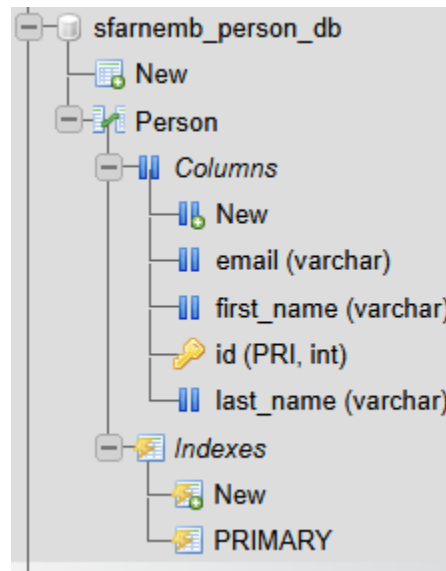 sfarnemb_person_db
New
Person
Columns
New
email (varchar)
first_name (varchar)
id (PRI, int)
last_name (varchar)
Indexes
New
PRIMARY